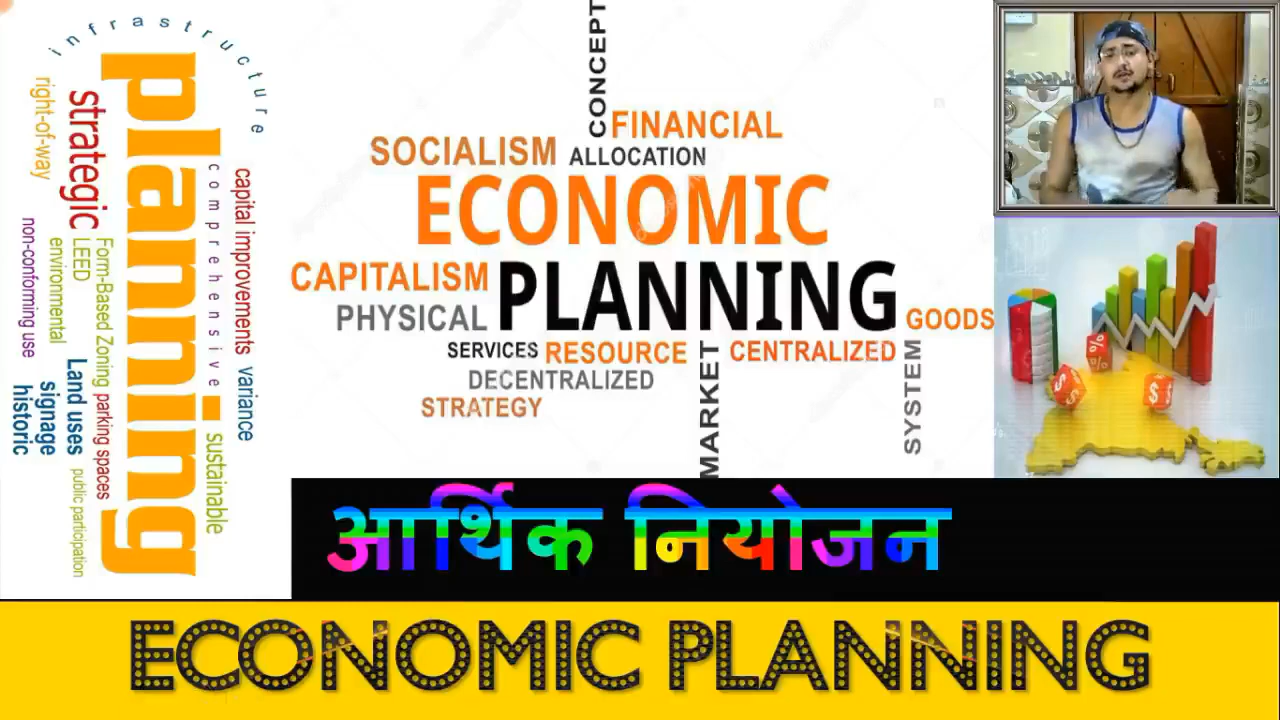 infrastructure
planning
strategic
right-of-way
comprehensive
capital improvements
variance
non-conforming use
environmental
LEED
Form-Based Zoning
parking spaces
Land uses
signage
historic
public participation
sustainable
CONCEPT
FINANCIAL
SOCIALISM
ALLOCATION
ECONOMIC
CAPITALISM
PLANNING
PHYSICAL
GOODS
SERVICES
RESOURCE
CENTRALIZED
DECENTRALIZED
STRATEGY
MARKET
SYSTEM
%
%
$
$
$
$
आर्थिक नियोजन
ECONOMIC PLANNING